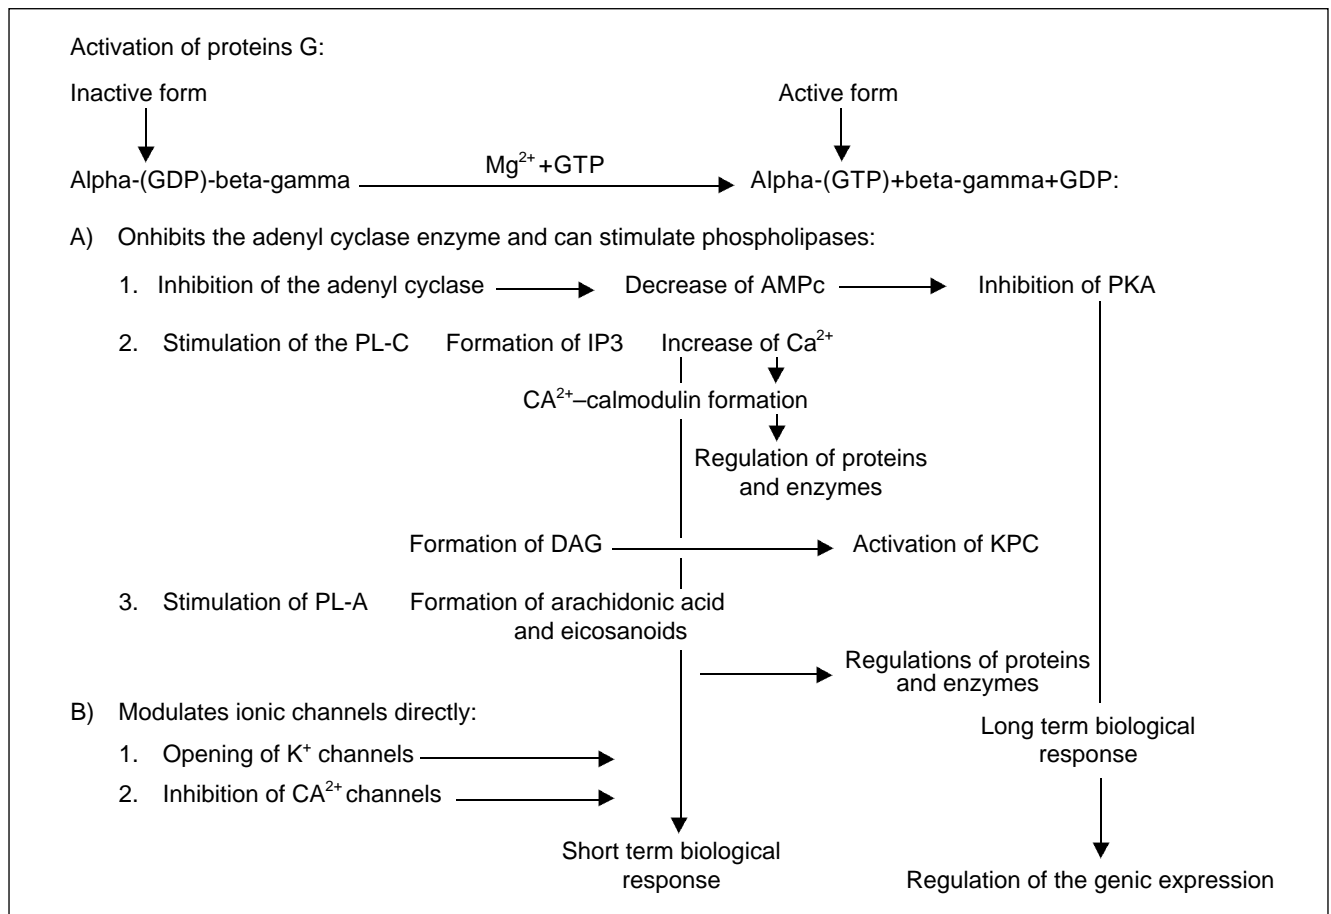 Activation of proteins G:
Inactive form
Active form
Alpha-(GDP)-beta-gamma
Mg²⁺+GTP
Alpha-(GTP)+beta-gamma+GDP:
A) Onhibits the adenyl cyclase enzyme and can stimulate phospholipases:
1. Inhibition of the adenyl cyclase
Decrease of AMPc
Inhibition of PKA
2. Stimulation of the PL-C
Formation of IP3
Increase of Ca²⁺
CA²⁺–calmodulin formation
Regulation of proteins
and enzymes
Formation of DAG
Activation of KPC
3. Stimulation of PL-A
Formation of arachidonic acid
and eicosanoids
Regulations of proteins
and enzymes
B) Modulates ionic channels directly:
1. Opening of K⁺ channels
2. Inhibition of CA²⁺ channels
Long term biological
response
Short term biological
response
Regulation of the genic expression